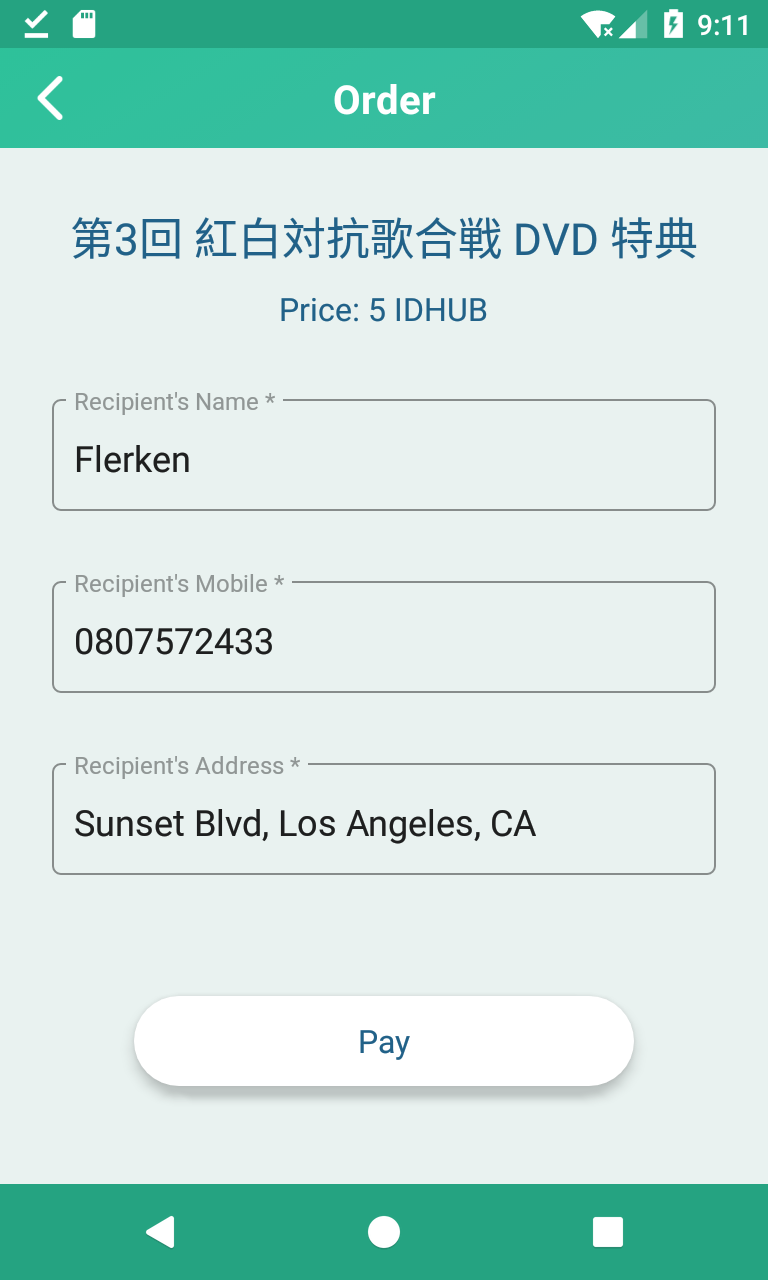 9:11
Order
第3回 紅白対抗歌合戦 DVD 特典
Price: 5 IDHUB
Recipient's Name *
Flerken
Recipient's Mobile *
0807572433
Recipient's Address *
Sunset Blvd, Los Angeles, CA
Pay